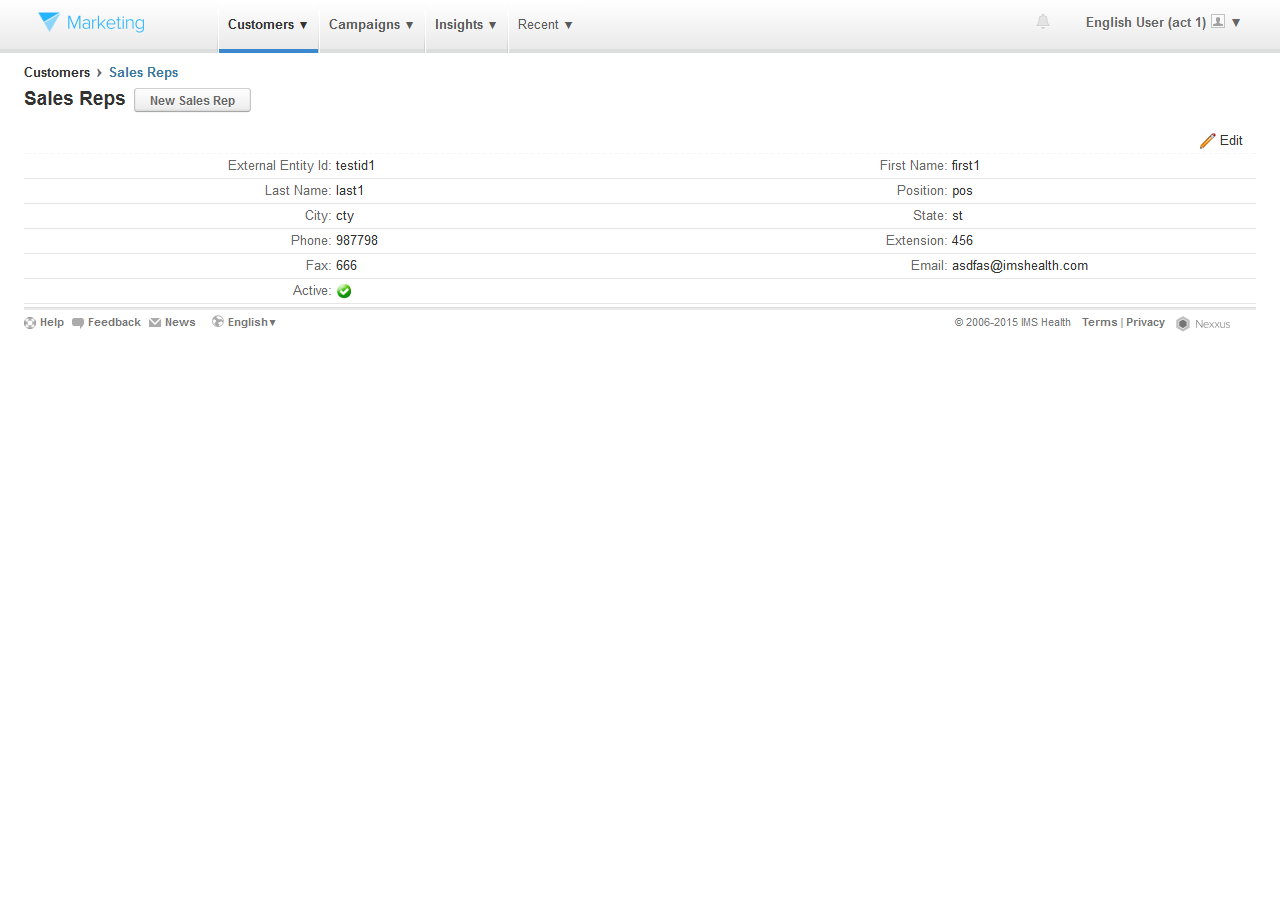 Marketing Customers ▼ Campaigns ▼ Insights ▼ Recent ▼ English User (act 1) ▼
Customers › Sales Reps
Sales Reps New Sales Rep
Edit
External Entity Id: testid1 First Name: first1
Last Name: last1 Position: pos
City: cty State: st
Phone: 987798 Extension: 456
Fax: 666 Email: asdfas@imshealth.com
Active:
Help Feedback News English▼ © 2006-2015 IMS Health Terms | Privacy Nexxus